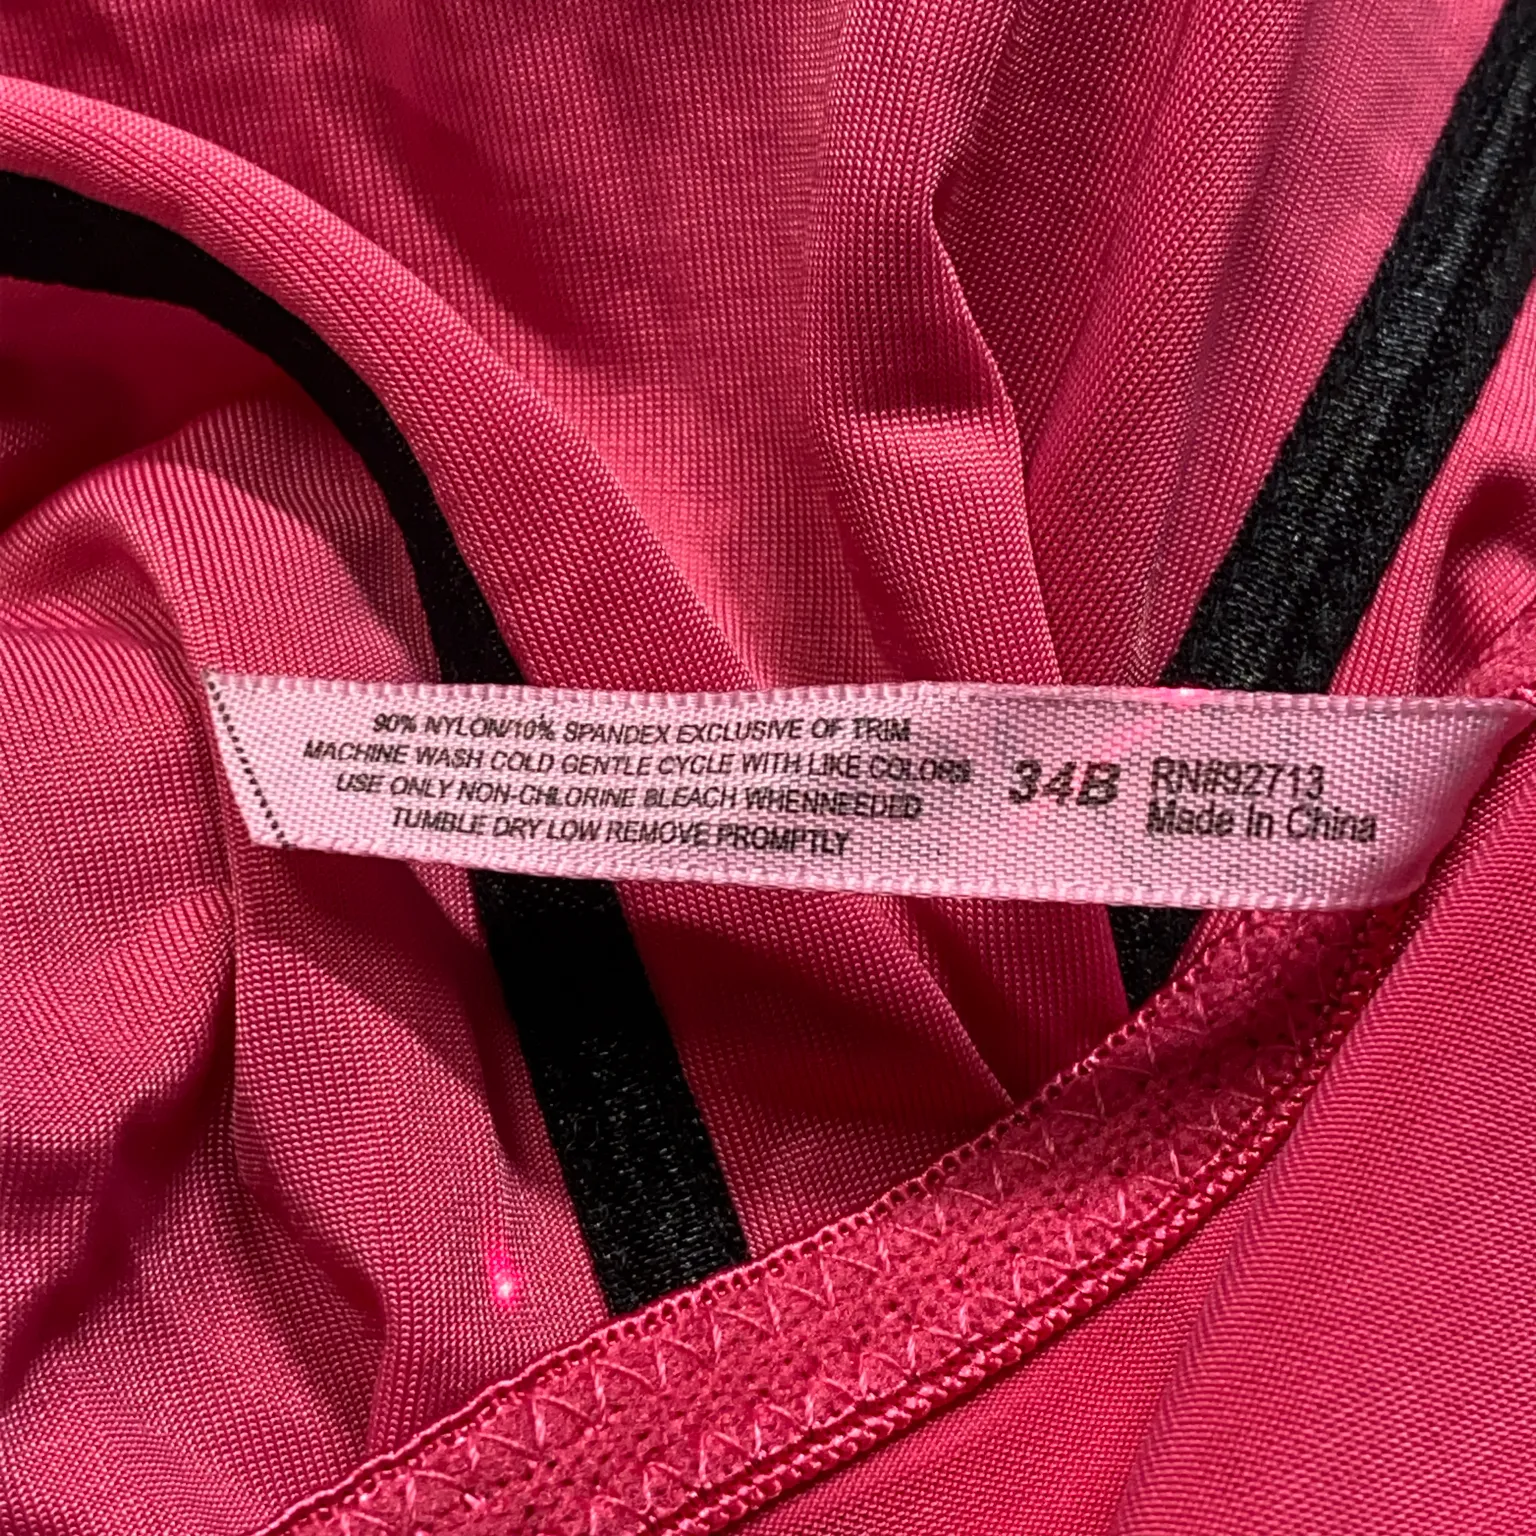 90% NYLON/10% SPANDEX EXCLUSIVE OF TRIM
MACHINE WASH COLD GENTLE CYCLE WITH LIKE COLORS
USE ONLY NON-CHLORINE BLEACH WHENNEEDED
TUMBLE DRY LOW REMOVE PROMPTLY
34B
RN#92713
Made In China